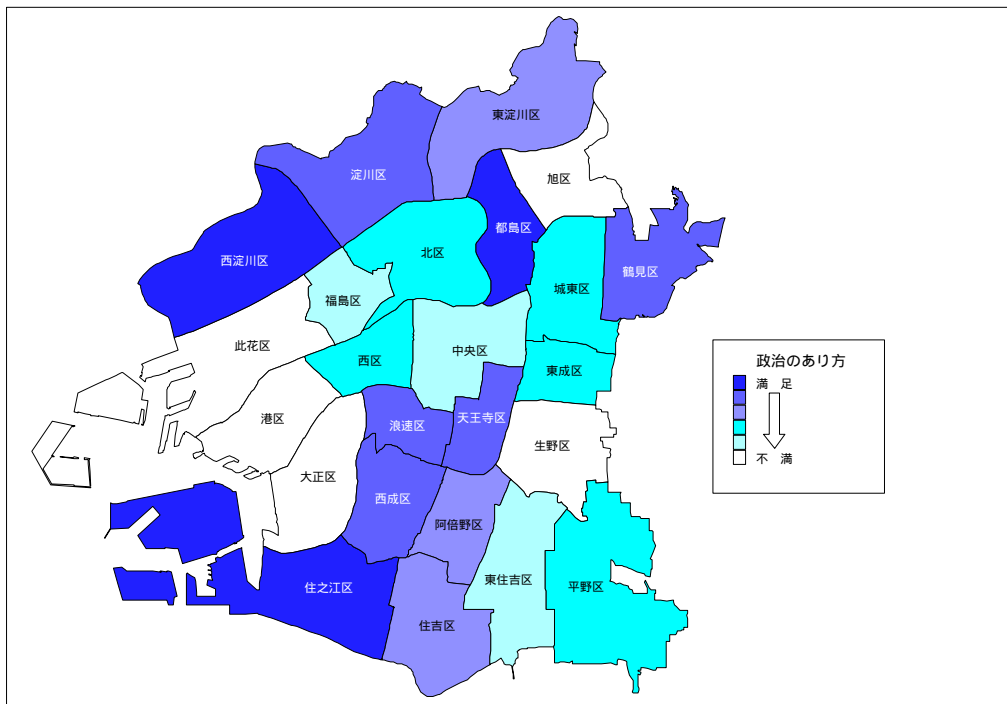 東淀川区
淀川区
旭区
都島区
北区
西淀川区
鶴見区
城東区
福島区
此花区
中央区
西区
東成区
港区
浪速区
天王寺区
生野区
大正区
西成区
阿倍野区
東住吉区
平野区
住之江区
住吉区
政治のあり方
満 足
不 満